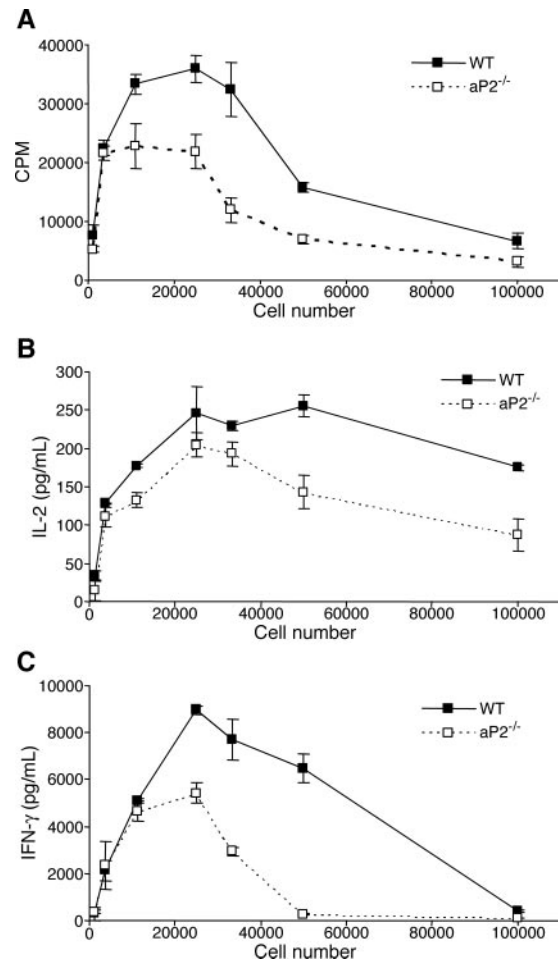 A
40000
WT
aP2-/-
30000
CPM
20000
10000
0
0 20000 40000 60000 80000 100000
Cell number
B
300
WT
250
aP2-/-
200
IL-2 (pg/mL)
150
100
50
0
0 20000 40000 60000 80000 100000
Cell number
C
10000
WT
8000
aP2-/-
6000
IFN-γ (pg/mL)
4000
2000
0
0 20000 40000 60000 80000 100000
Cell number